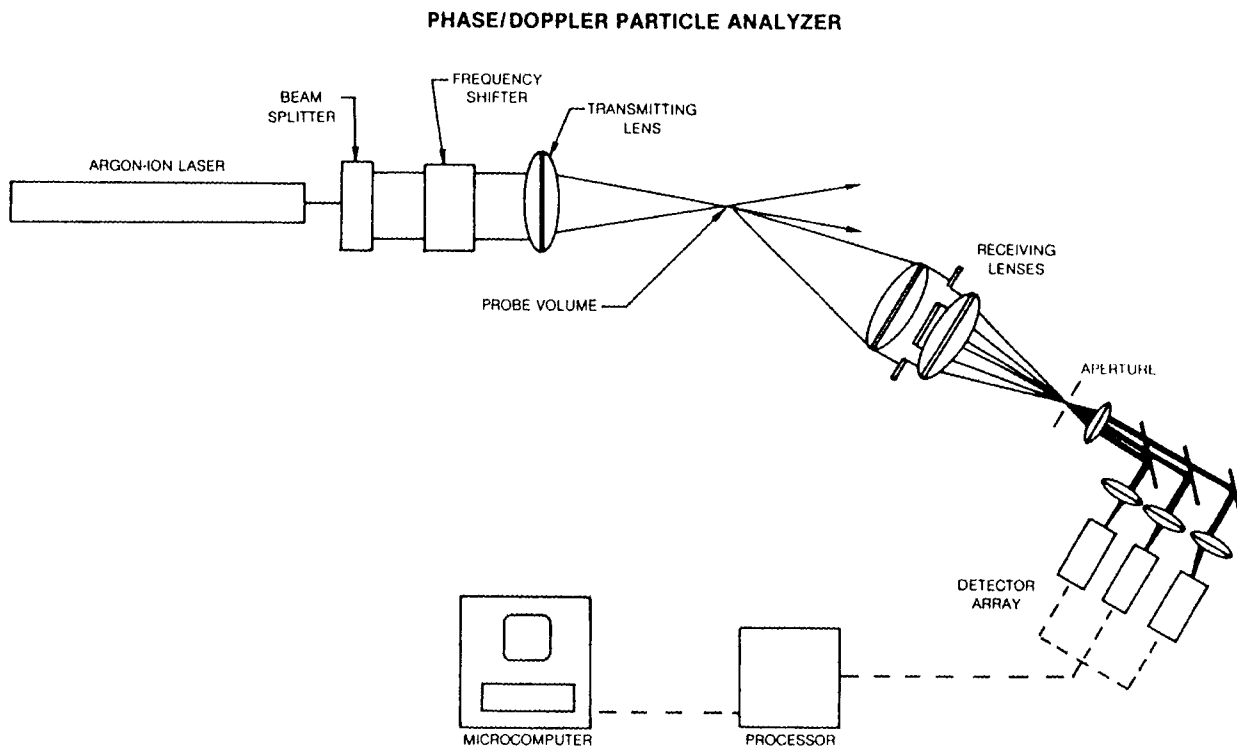 PHASE/DOPPLER PARTICLE ANALYZER
FREQUENCY
SHIFTER
BEAM
SPLITTER
TRANSMITTING
LENS
ARGON-ION LASER
RECEIVING
LENSES
PROBE VOLUME
APERTURE
DETECTOR
ARRAY
MICROCOMPUTER
PROCESSOR